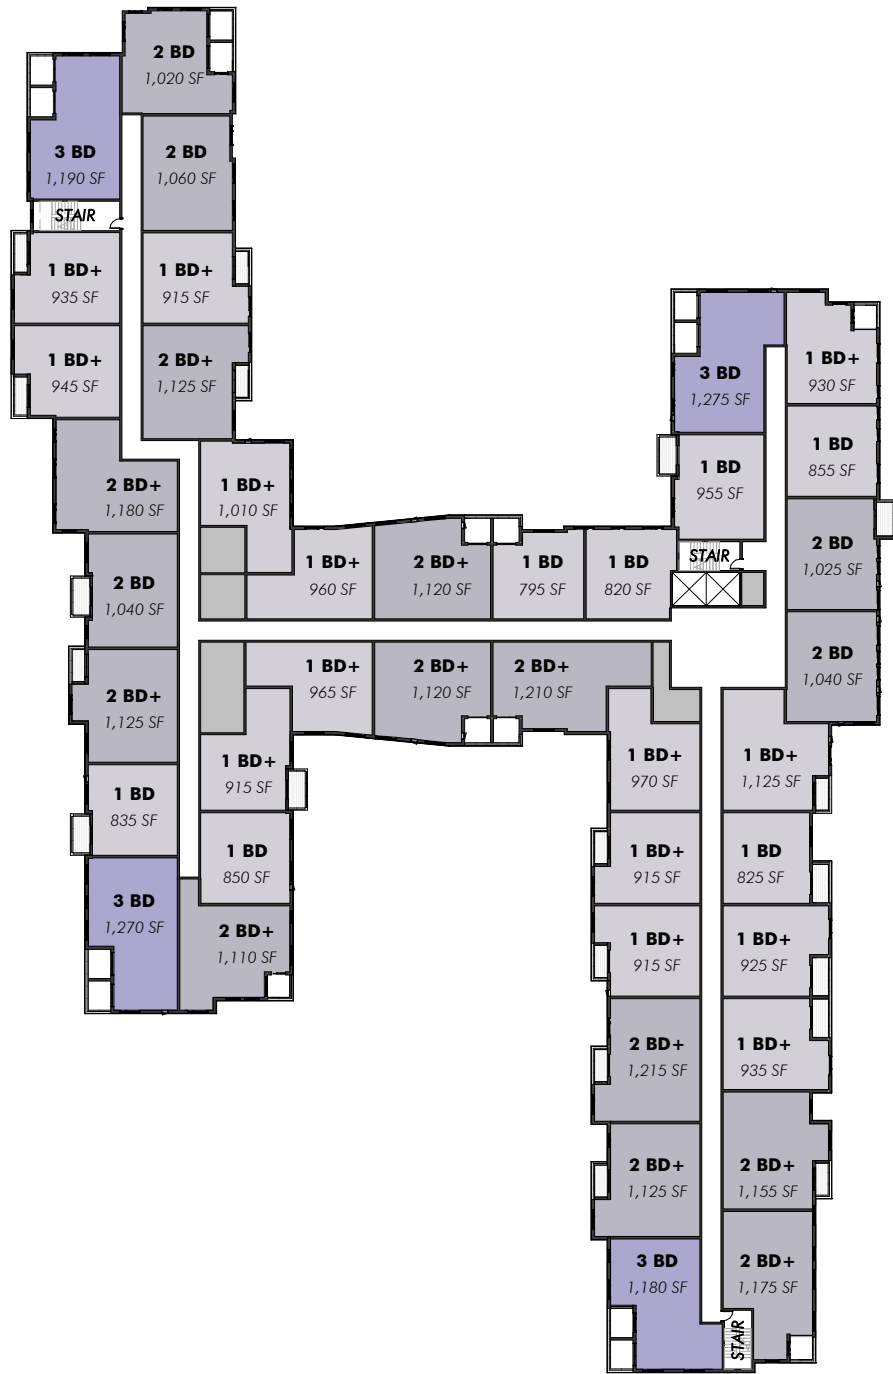 2 BD
1,020 SF
3 BD
1,190 SF
2 BD
1,060 SF
STAIR
1 BD+
935 SF
1 BD+
915 SF
1 BD+
945 SF
2 BD+
1,125 SF
3 BD
1,275 SF
1 BD+
930 SF
1 BD
855 SF
1 BD
955 SF
2 BD+
1,180 SF
1 BD+
1,010 SF
2 BD
1,040 SF
1 BD+
960 SF
2 BD+
1,120 SF
1 BD
795 SF
1 BD
820 SF
STAIR
2 BD
1,025 SF
2 BD+
1,125 SF
1 BD+
965 SF
2 BD+
1,120 SF
2 BD+
1,210 SF
2 BD
1,040 SF
1 BD
835 SF
1 BD+
915 SF
1 BD+
970 SF
1 BD+
1,125 SF
1 BD
850 SF
1 BD+
915 SF
1 BD
825 SF
3 BD
1,270 SF
2 BD+
1,110 SF
1 BD+
915 SF
1 BD+
925 SF
2 BD+
1,215 SF
1 BD+
935 SF
2 BD+
1,125 SF
2 BD+
1,155 SF
3 BD
1,180 SF
2 BD+
1,175 SF
STAIR